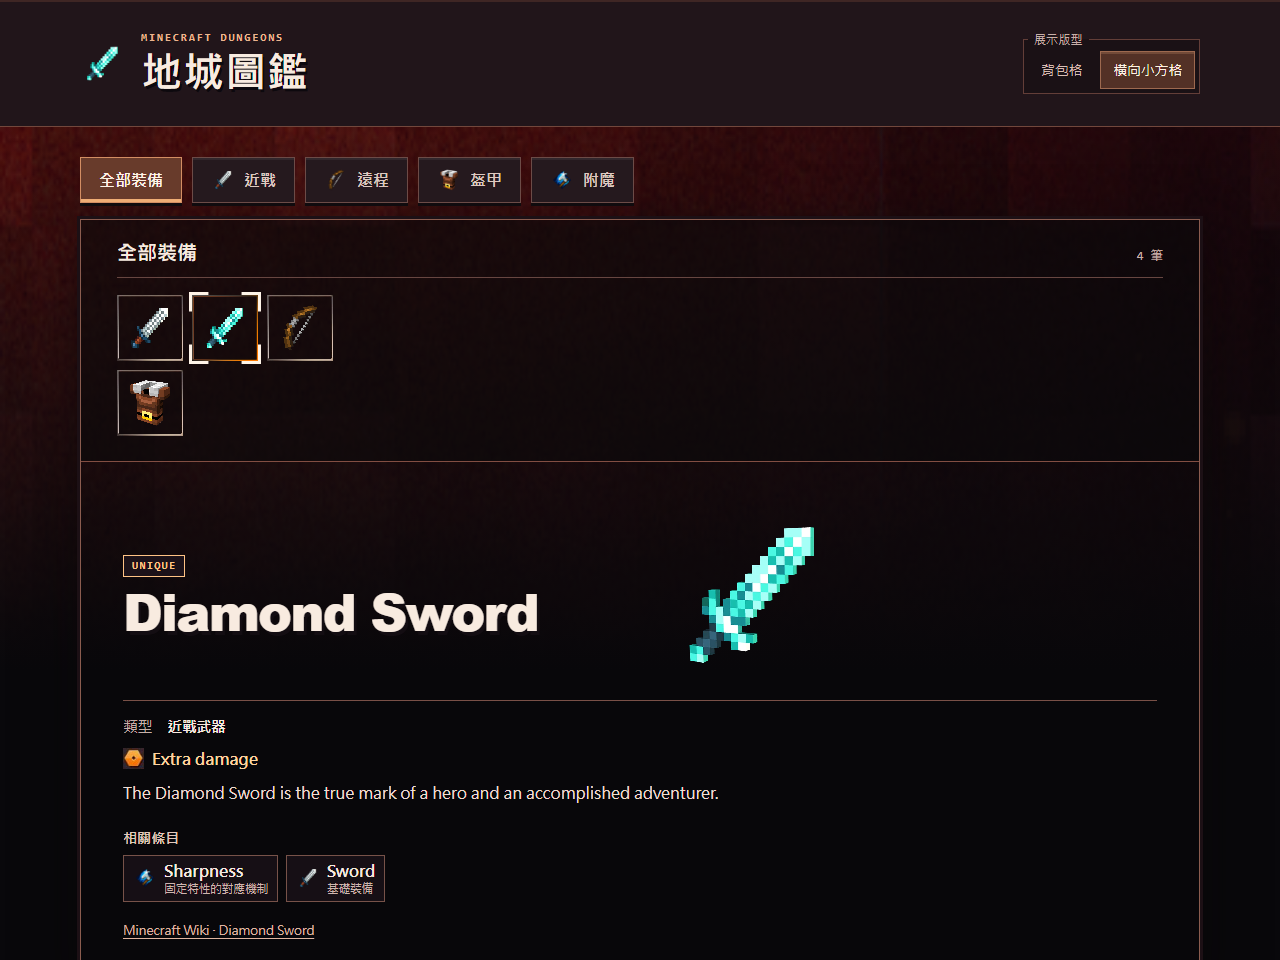 MINECRAFT DUNGEONS
地城圖鑑
展示版型
背包格
橫向小方格
全部裝備
近戰
遠程
盔甲
附魔
全部裝備
4 筆
UNIQUE
Diamond Sword
類型 近戰武器
Extra damage
The Diamond Sword is the true mark of a hero and an accomplished adventurer.
相關條目
Sharpness
固定特性的對應機制
Sword
基礎裝備
Minecraft Wiki · Diamond Sword